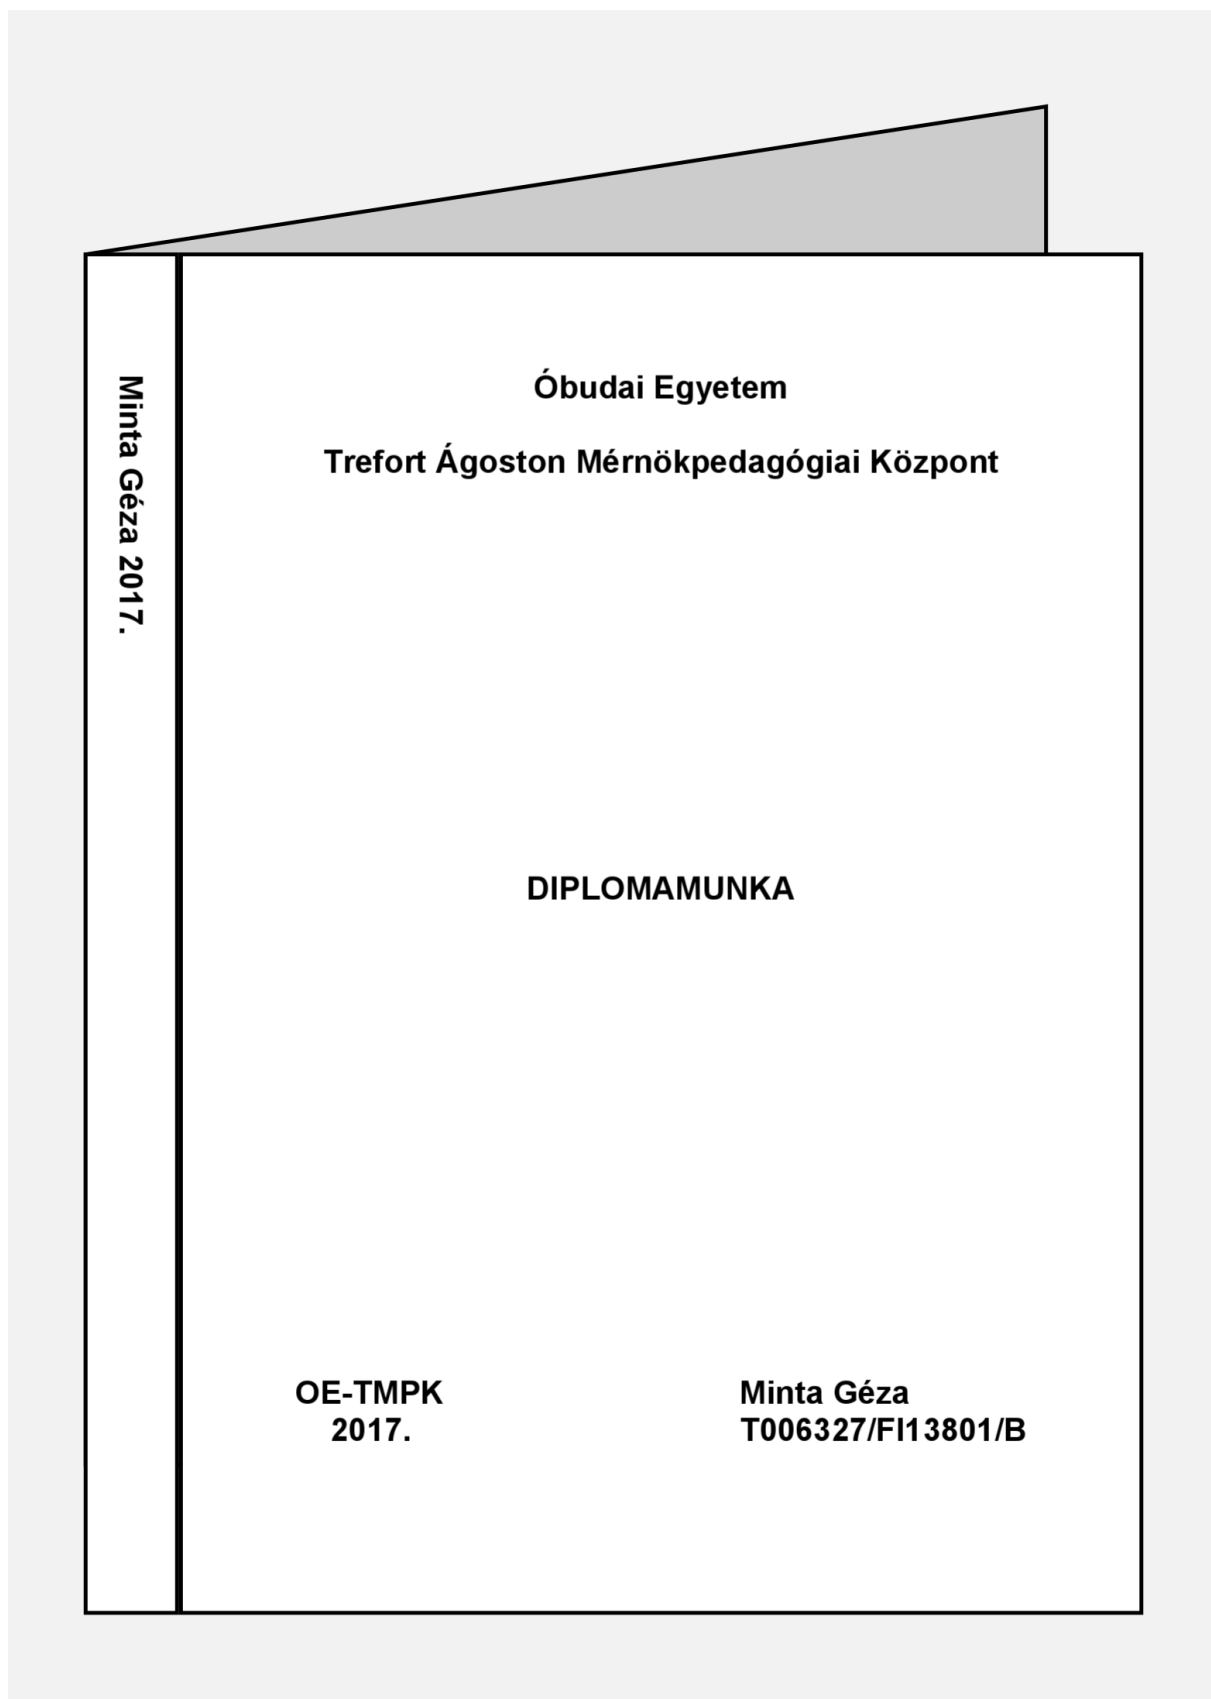 Minta Géza 2017.
Óbudai Egyetem
Trefort Ágoston Mérnökpedagógiai Központ
DIPLOMAMUNKA
OE-TMPK
2017.
Minta Géza
T006327/FI13801/B